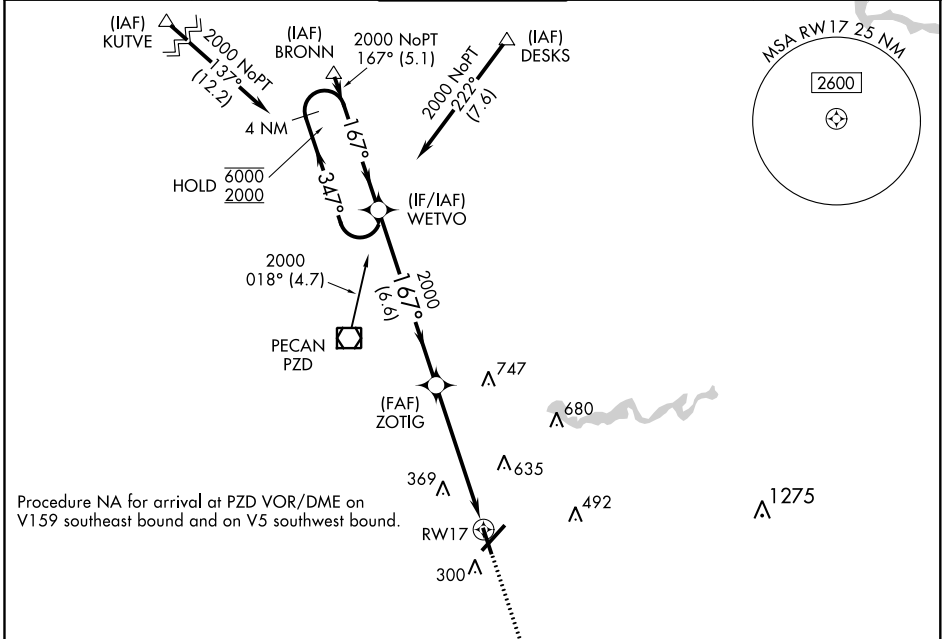 (IAF)
KUTVE
2000 NoPT
137°
(12.2)
(IAF)
BRONN
2000 NoPT
167° (5.1)
(IAF)
DESKS
2000 NoPT
222°
(7.6)
MSA RW17 25 NM
2600
4 NM
HOLD 6000
2000
167°
347°
(IF/IAF)
WETVO
2000
018° (4.7)
2000
167°
(6.6)
PECAN
PZD
(FAF)
ZOTIG
747
680
635
369
492
1275
Procedure NA for arrival at PZD VOR/DME on
V159 southeast bound and on V5 southwest bound.
RW17
300